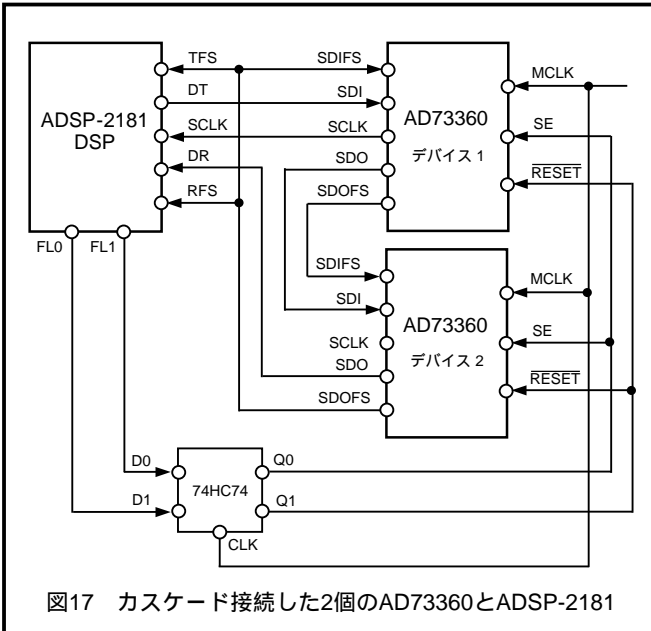 TFS SDIFS
DT SDI MCLK
ADSP-2181
DSP
SCLK SCLK
AD73360
SE
DR SDO デバイス 1
RFS SDOFS RESET
FL0 FL1
SDIFS
MCLK
SDI
AD73360
SCLK SE
デバイス 2
SDO
RESET
SDOFS
D0 Q0
74HC74
D1 Q1
CLK
図17 カスケード接続した2個のAD73360とADSP-2181